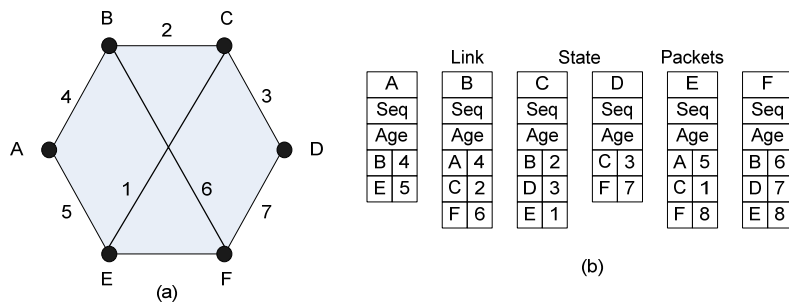 B
C
2
4
3
A
D
1
6
5
7
E
F
(a)
Link State Packets
A
Seq
Age
B 4
E 5
B
Seq
Age
A 4
C 2
F 6
C
Seq
Age
B 2
D 3
E 1
D
Seq
Age
C 3
F 7
E
Seq
Age
A 5
C 1
F 8
F
Seq
Age
B 6
D 7
E 8
(b)